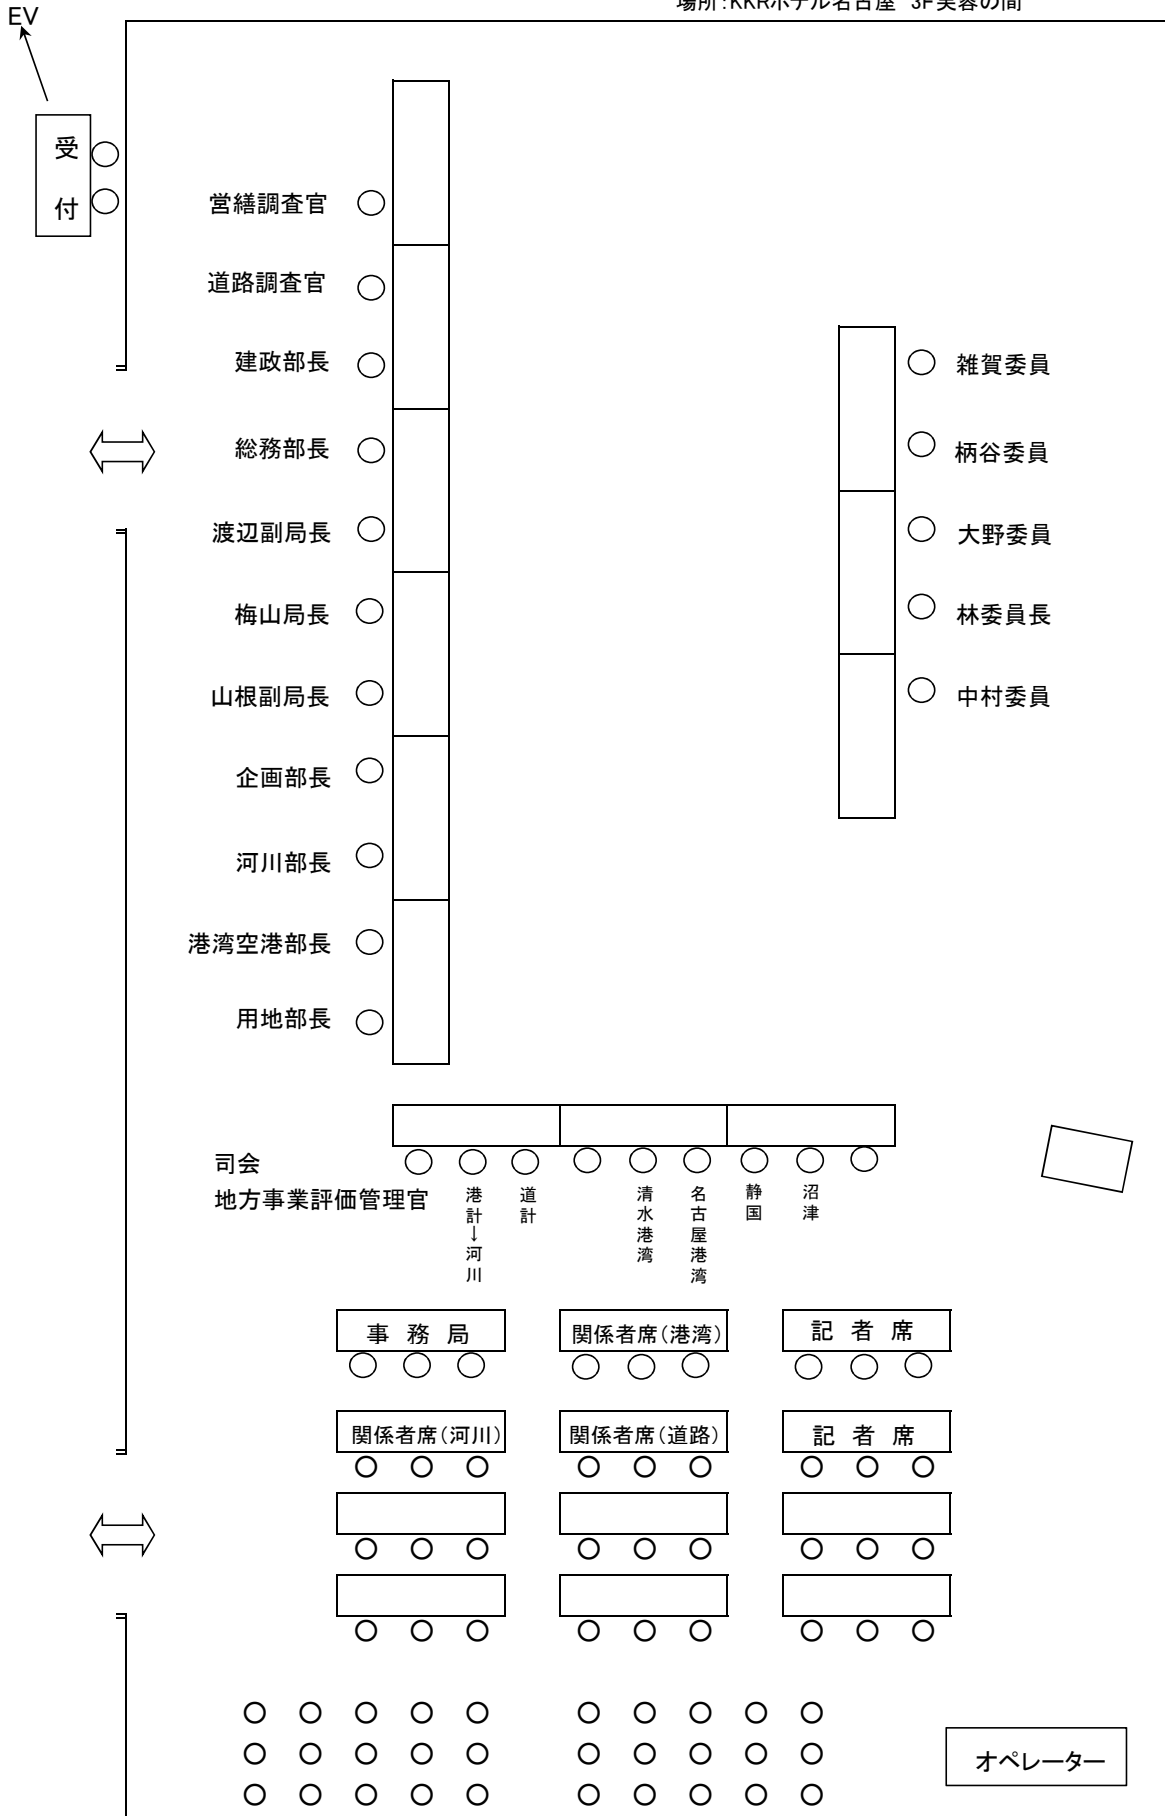 場所：KKRホテル名古屋 3F芙蓉の間
EV
受付
営繕調査官
道路調査官
建政部長
総務部長
渡辺副局長
梅山局長
山根副局長
企画部長
河川部長
港湾空港部長
用地部長
雑賀委員
柄谷委員
大野委員
林委員長
中村委員
司会
地方事業評価管理官
港計→河川
道計
清水港湾
名古屋港湾
静国
沼津
事 務 局
関係者席（港湾）
記 者 席
関係者席（河川）
関係者席（道路）
記 者 席
オペレーター